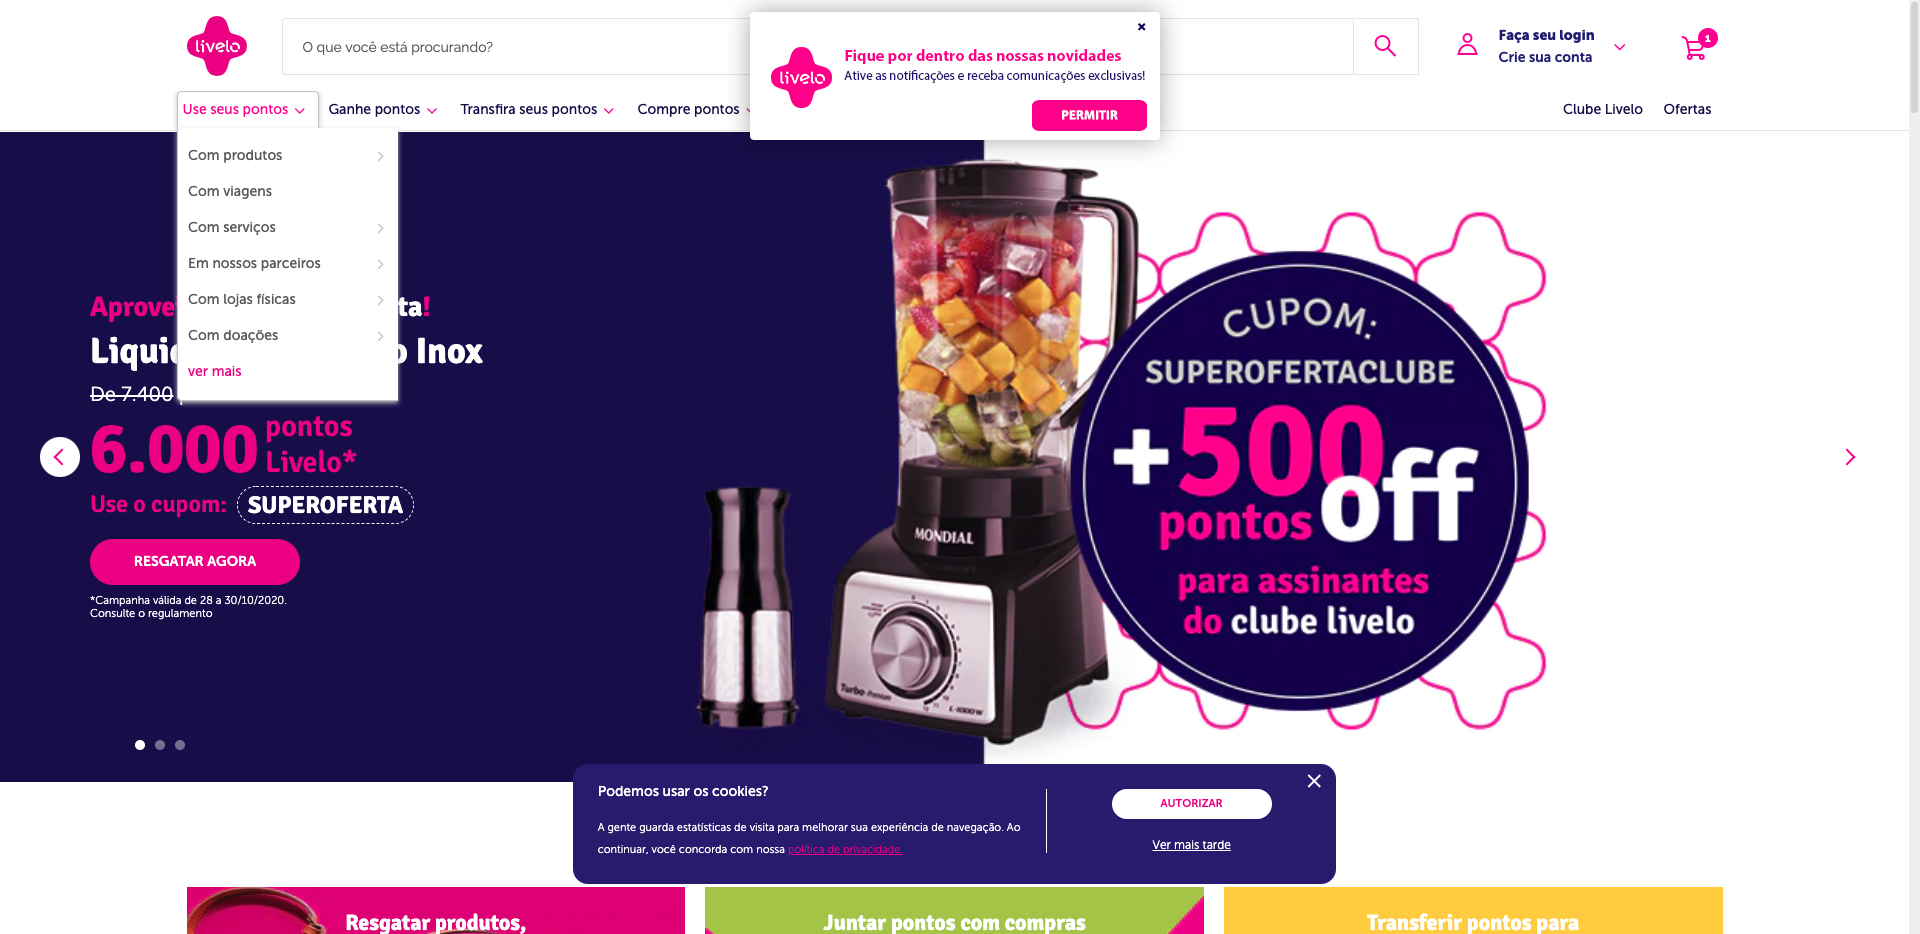 livelo
O que você está procurando?
Fique por dentro das nossas novidades
Ative as notificações e receba comunicações exclusivas!
livelo
PERMITIR
Faça seu login
Crie sua conta
1
Use seus pontos
Ganhe pontos
Transfira seus pontos
Compre pontos
Clube Livelo
Ofertas
Com produtos
Com viagens
Com serviços
Em nossos parceiros
Com lojas físicas
Com doações
ver mais
ta!
o Inox
De 7.400
6.000 pontos
Livelo*
Use o cupom: SUPEROFERTA
RESGATAR AGORA
*Campanha válida de 28 a 30/10/2020.
Consulte o regulamento
MONDIAL
Turbo-Premium
L-1000 W
CUPOM:
SUPEROFERTACLUBE
+500
pontos off
para assinantes
do clube livelo
Podemos usar os cookies?
A gente guarda estatísticas de visita para melhorar sua experiência de navegação. Ao
continuar, você concorda com nossa política de privacidade.
AUTORIZAR
Ver mais tarde
Resgatar produtos,
Juntar pontos com compras
Transferir pontos para